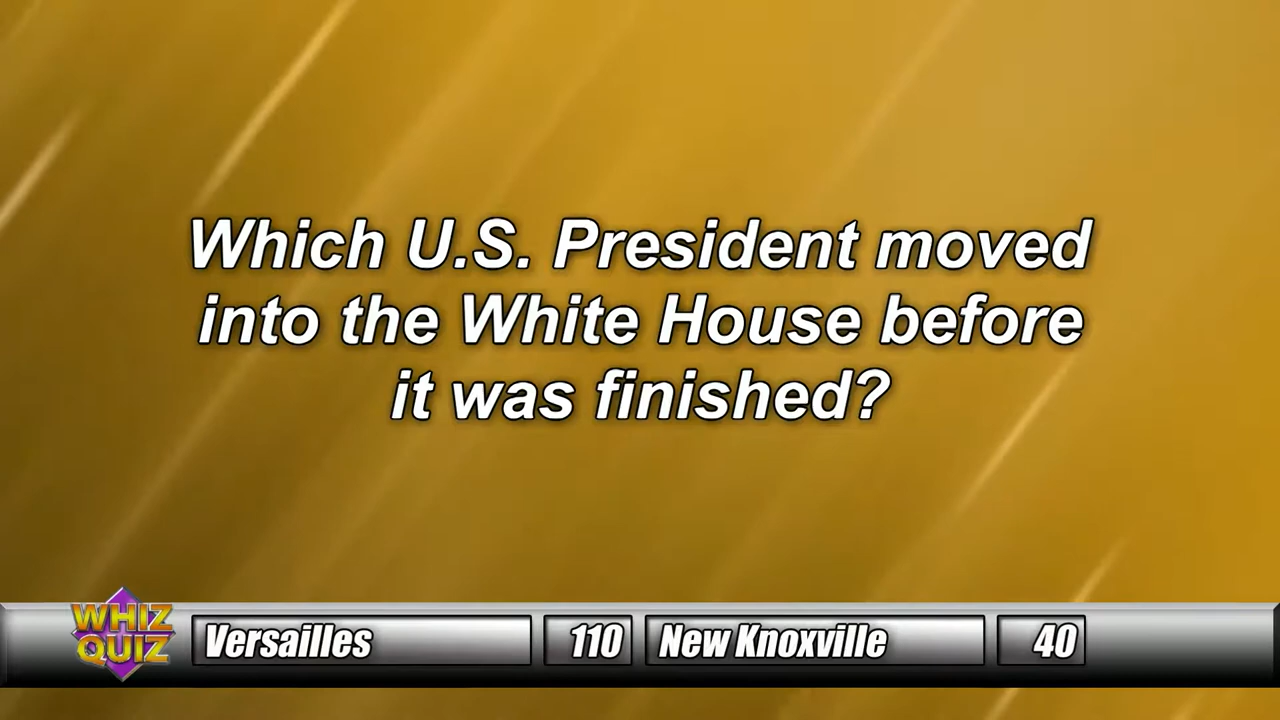 Which U.S. President moved
into the White House before
it was finished?
WHIZ
QUIZ
Versailles 110 New Knoxville 40